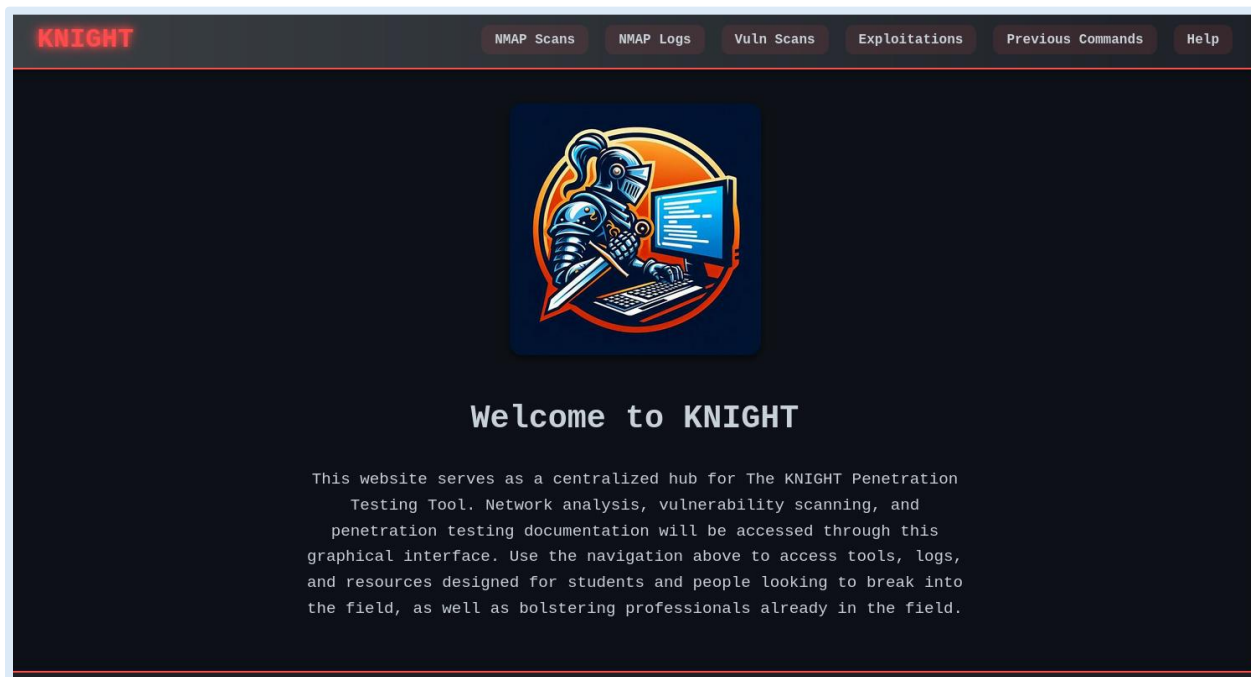 KNIGHT
NMAP Scans
NMAP Logs
Vuln Scans
Exploitations
Previous Commands
Help
Welcome to KNIGHT
This website serves as a centralized hub for The KNIGHT Penetration
Testing Tool. Network analysis, vulnerability scanning, and
penetration testing documentation will be accessed through this
graphical interface. Use the navigation above to access tools, logs,
and resources designed for students and people looking to break into
the field, as well as bolstering professionals already in the field.